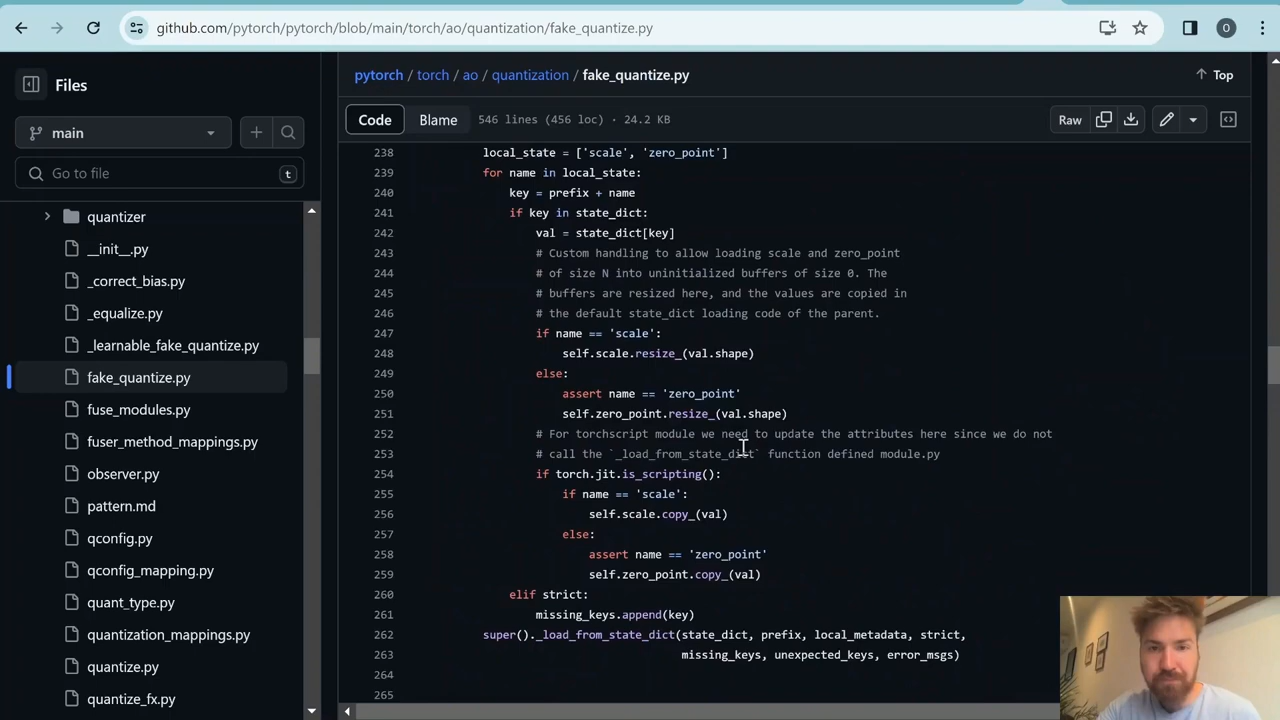 github.com/pytorch/pytorch/blob/main/torch/ao/quantization/fake_quantize.py
O
Files
main
Go to file
t
quantizer
__init__.py
_correct_bias.py
_equalize.py
_learnable_fake_quantize.py
fake_quantize.py
fuse_modules.py
fuser_method_mappings.py
observer.py
pattern.md
qconfig.py
qconfig_mapping.py
quant_type.py
quantization_mappings.py
quantize.py
quantize_fx.py
pytorch / torch / ao / quantization / fake_quantize.py
Top
Code Blame 546 lines (456 loc) · 24.2 KB
Raw
238 local_state = ['scale', 'zero_point']
239 for name in local_state:
240 key = prefix + name
241 if key in state_dict:
242 val = state_dict[key]
243 # Custom handling to allow loading scale and zero_point
244 # of size N into uninitialized buffers of size 0. The
245 # buffers are resized here, and the values are copied in
246 # the default state_dict loading code of the parent.
247 if name == 'scale':
248 self.scale.resize_(val.shape)
249 else:
250 assert name == 'zero_point'
251 self.zero_point.resize_(val.shape)
252 # For torchscript module we need to update the attributes here since we do not
253 # call the `_load_from_state_dict` function defined module.py
254 if torch.jit.is_scripting():
255 if name == 'scale':
256 self.scale.copy_(val)
257 else:
258 assert name == 'zero_point'
259 self.zero_point.copy_(val)
260 elif strict:
261 missing_keys.append(key)
262 super()._load_from_state_dict(state_dict, prefix, local_metadata, strict,
263 missing_keys, unexpected_keys, error_msgs)
264
265